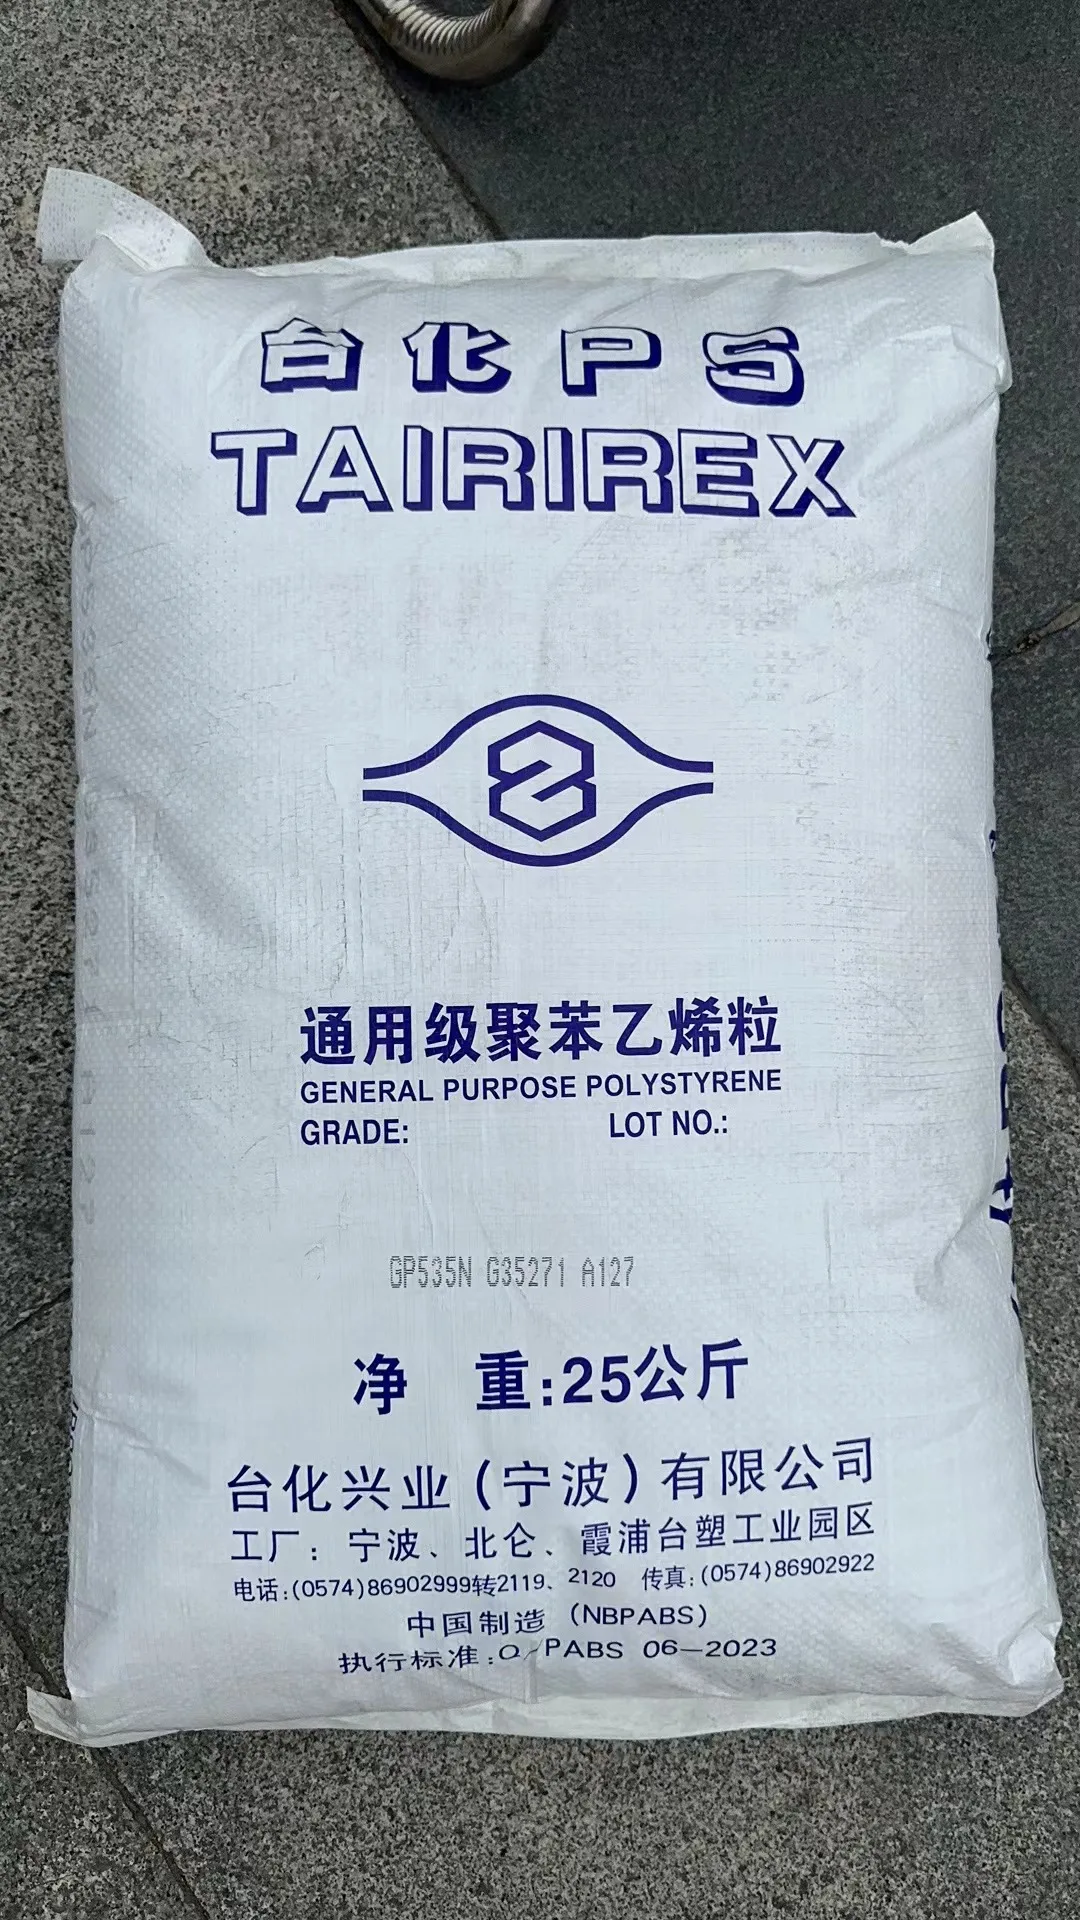 台化PS
TAIRIREX
通用级聚苯乙烯粒
GENERAL PURPOSE POLYSTYRENE
GRADE: LOT NO.:
GP535N G35271 A127
净 重:25公斤
台化兴业(宁波)有限公司
工厂：宁波、北仑、霞浦台塑工业园区
电话:(0574)86902999转2119、2120 传真:(0574)86902922
中国制造 (NBPABS)
执行标准:Q/PABS 06-2023